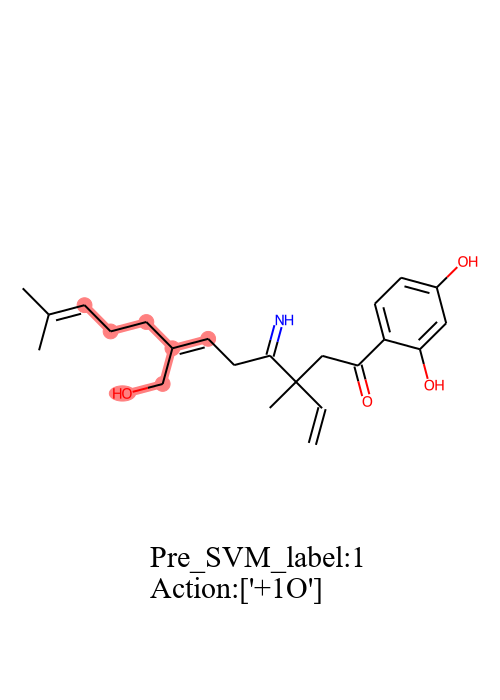 OH
NH
HO
OH
O
Pre_SVM_label:1
Action:['+1O']